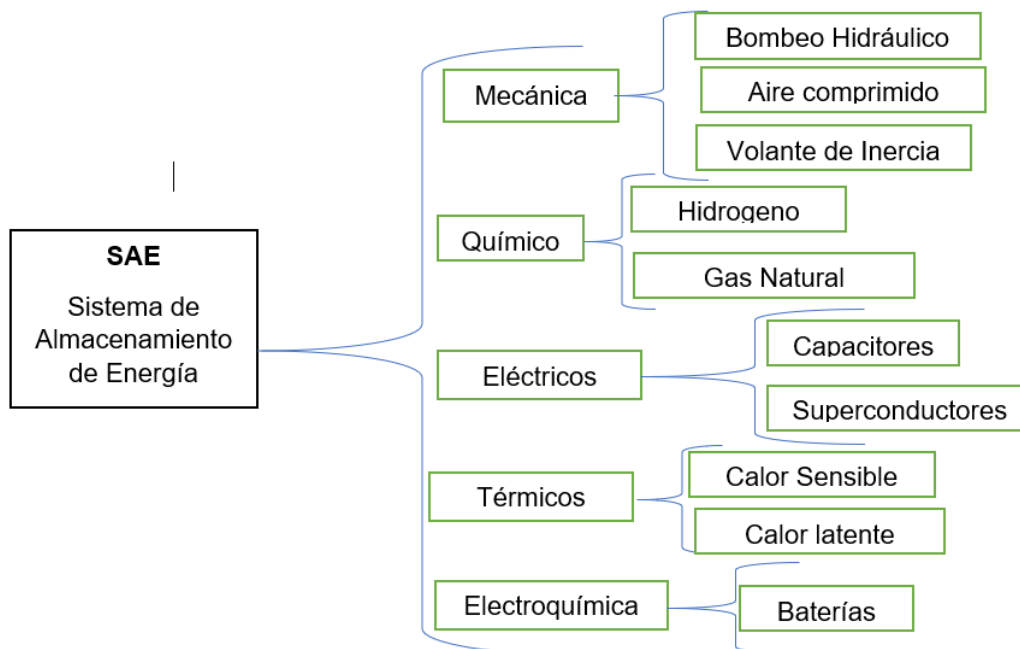 SAE
Sistema de
Almacenamiento
de Energía
Mecánica
Bombeo Hidráulico
Aire comprimido
Volante de Inercia
Químico
Hidrogeno
Gas Natural
Eléctricos
Capacitores
Superconductores
Térmicos
Calor Sensible
Calor latente
Electroquímica
Baterías